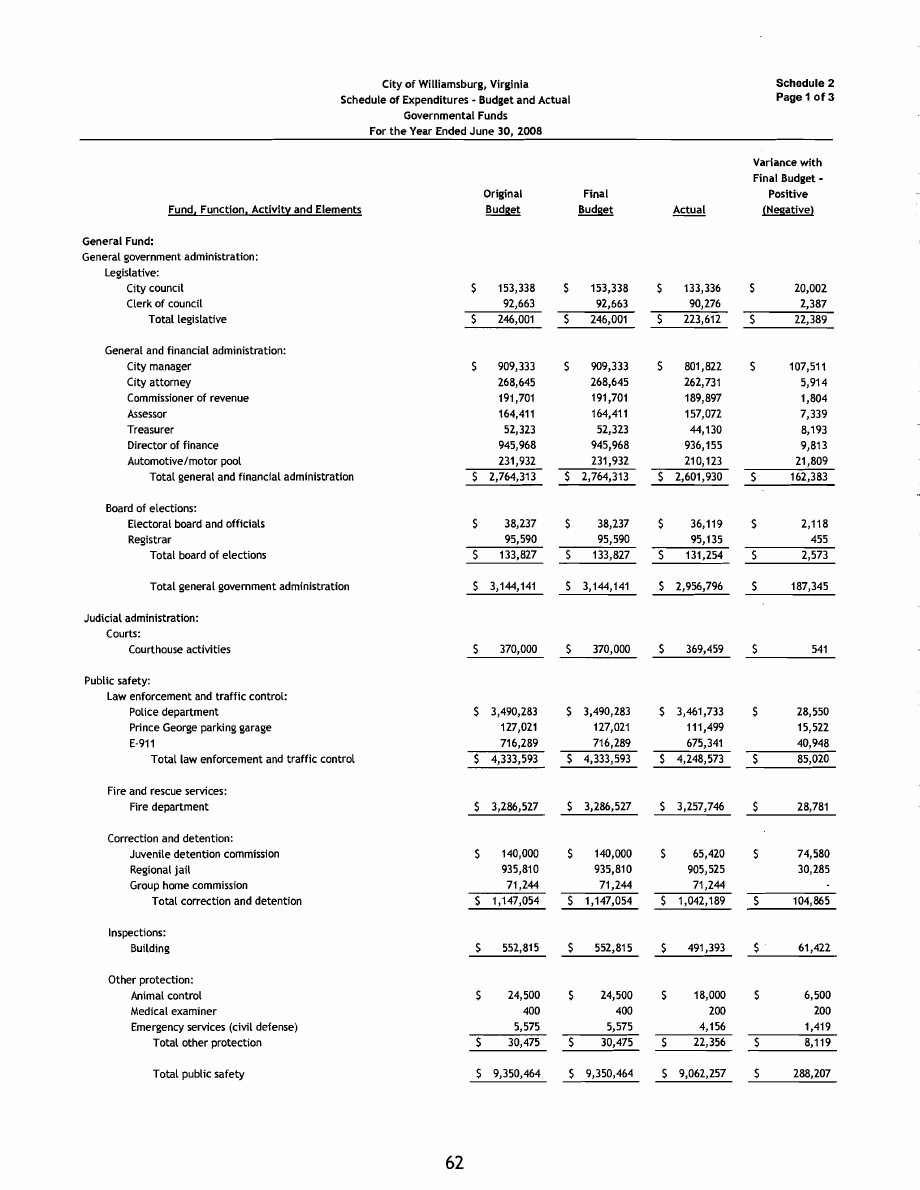 City of Williamsburg, Virginia
Schedule of Expenditures - Budget and Actual
Governmental Funds
For the Year Ended June 30, 2008
Schedule 2
Page 1 of 3
Variance with
Final Budget -
Original Final Positive
Fund, Function, Activity and Elements Budget Budget Actual (Negative)
General Fund:
General government administration:
Legislative:
City council $ 153,338 $ 153,338 $ 133,336 $ 20,002
Clerk of council 92,663 92,663 90,276 2,387
Total legislative $ 246,001 $ 246,001 $ 223,612 $ 22,389
General and financial administration:
City manager $ 909,333 $ 909,333 $ 801,822 $ 107,511
City attorney 268,645 268,645 262,731 5,914
Commissioner of revenue 191,701 191,701 189,897 1,804
Assessor 164,411 164,411 157,072 7,339
Treasurer 52,323 52,323 44,130 8,193
Director of finance 945,968 945,968 936,155 9,813
Automotive/motor pool 231,932 231,932 210,123 21,809
Total general and financial administration $ 2,764,313 $ 2,764,313 $ 2,601,930 $ 162,383
Board of elections:
Electoral board and officials $ 38,237 $ 38,237 $ 36,119 $ 2,118
Registrar 95,590 95,590 95,135 455
Total board of elections $ 133,827 $ 133,827 $ 131,254 $ 2,573
Total general government administration $ 3,144,141 $ 3,144,141 $ 2,956,796 $ 187,345
Judicial administration:
Courts:
Courthouse activities $ 370,000 $ 370,000 $ 369,459 $ 541
Public safety:
Law enforcement and traffic control:
Police department $ 3,490,283 $ 3,490,283 $ 3,461,733 $ 28,550
Prince George parking garage 127,021 127,021 111,499 15,522
E-911 716,289 716,289 675,341 40,948
Total law enforcement and traffic control $ 4,333,593 $ 4,333,593 $ 4,248,573 $ 85,020
Fire and rescue services:
Fire department $ 3,286,527 $ 3,286,527 $ 3,257,746 $ 28,781
Correction and detention:
Juvenile detention commission $ 140,000 $ 140,000 $ 65,420 $ 74,580
Regional jail 935,810 935,810 905,525 30,285
Group home commission 71,244 71,244 71,244 -
Total correction and detention $ 1,147,054 $ 1,147,054 $ 1,042,189 $ 104,865
Inspections:
Building $ 552,815 $ 552,815 $ 491,393 $ 61,422
Other protection:
Animal control $ 24,500 $ 24,500 $ 18,000 $ 6,500
Medical examiner 400 400 200 200
Emergency services (civil defense) 5,575 5,575 4,156 1,419
Total other protection $ 30,475 $ 30,475 $ 22,356 $ 8,119
Total public safety $ 9,350,464 $ 9,350,464 $ 9,062,257 $ 288,207
62